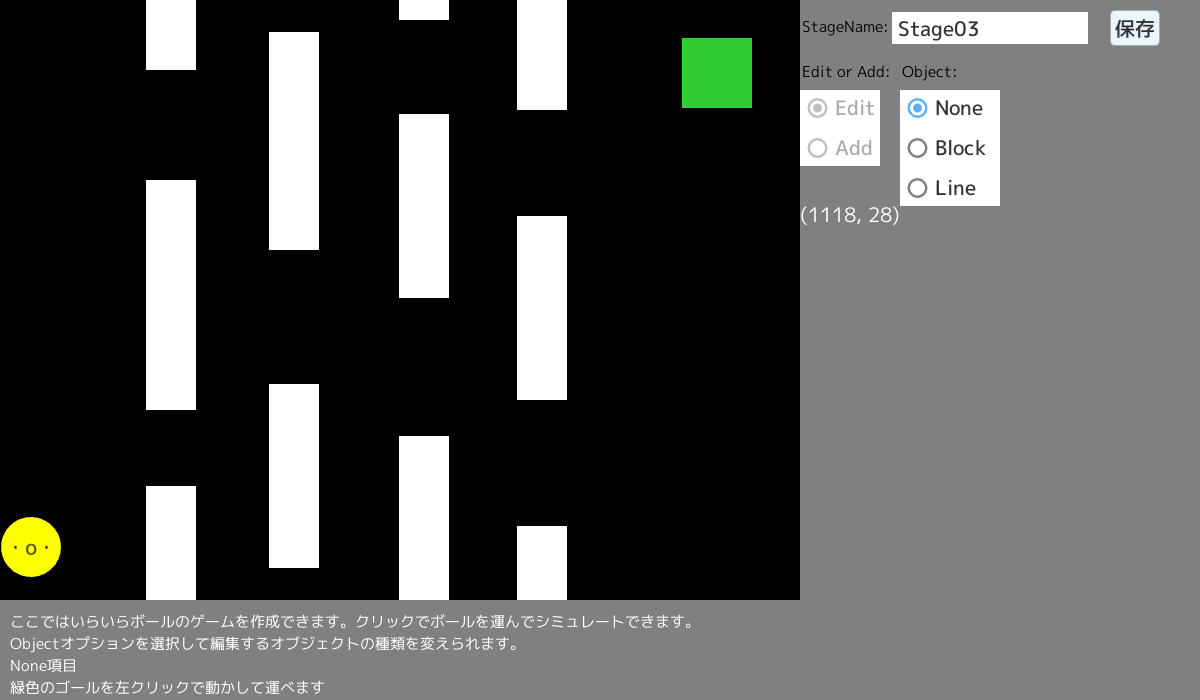 StageName: Stage03 保存
Edit or Add: Object:
Edit None
Add Block
Line
(1118, 28)
・o・
ここではいらいらボールのゲームを作成できます。クリックでボールを運んでシミュレートできます。
Objectオプションを選択して編集するオブジェクトの種類を変えられます。
None項目
緑色のゴールを左クリックで動かして運べます